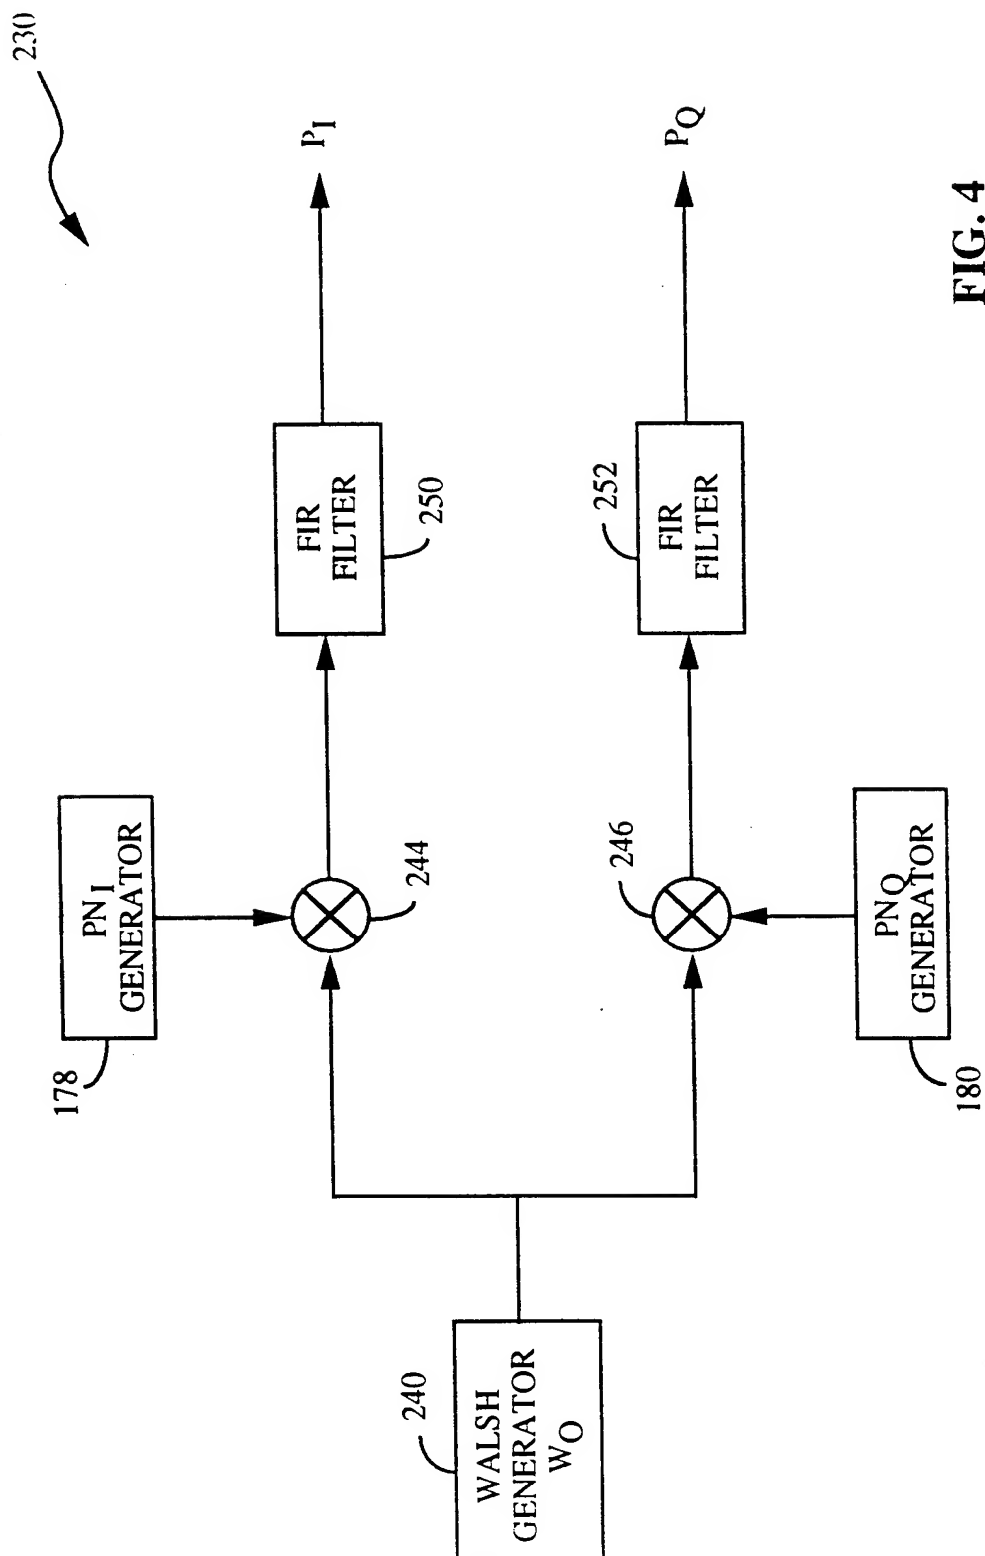 230
PN_I
GENERATOR
178
244
FIR
FILTER
250
P_I
WALSH
GENERATOR
W_O
240
246
FIR
FILTER
252
P_Q
PN_Q
GENERATOR
180
FIG. 4